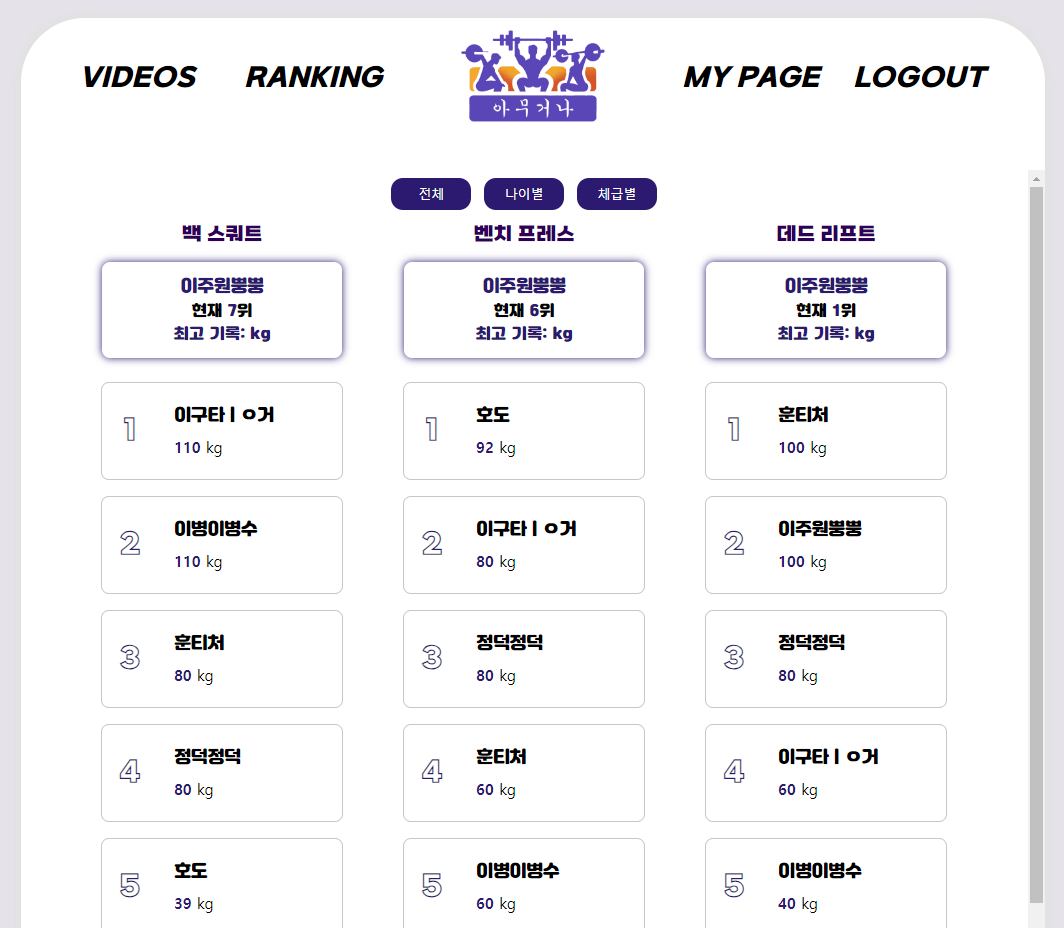 VIDEOS
RANKING
아무거나
MY PAGE
LOGOUT
전체
나이별
체급별
백 스쿼트
이주원뿡뿡
현재 7위
최고 기록: kg
1
이구타ㅣㅇ거
110 kg
2
이병이병수
110 kg
3
훈티처
80 kg
4
정덕정덕
80 kg
5
호도
39 kg
벤치 프레스
이주원뿡뿡
현재 6위
최고 기록: kg
1
호도
92 kg
2
이구타ㅣㅇ거
80 kg
3
정덕정덕
80 kg
4
훈티처
60 kg
5
이병이병수
60 kg
데드 리프트
이주원뿡뿡
현재 1위
최고 기록: kg
1
훈티처
100 kg
2
이주원뿡뿡
100 kg
3
정덕정덕
80 kg
4
이구타ㅣㅇ거
60 kg
5
이병이병수
40 kg